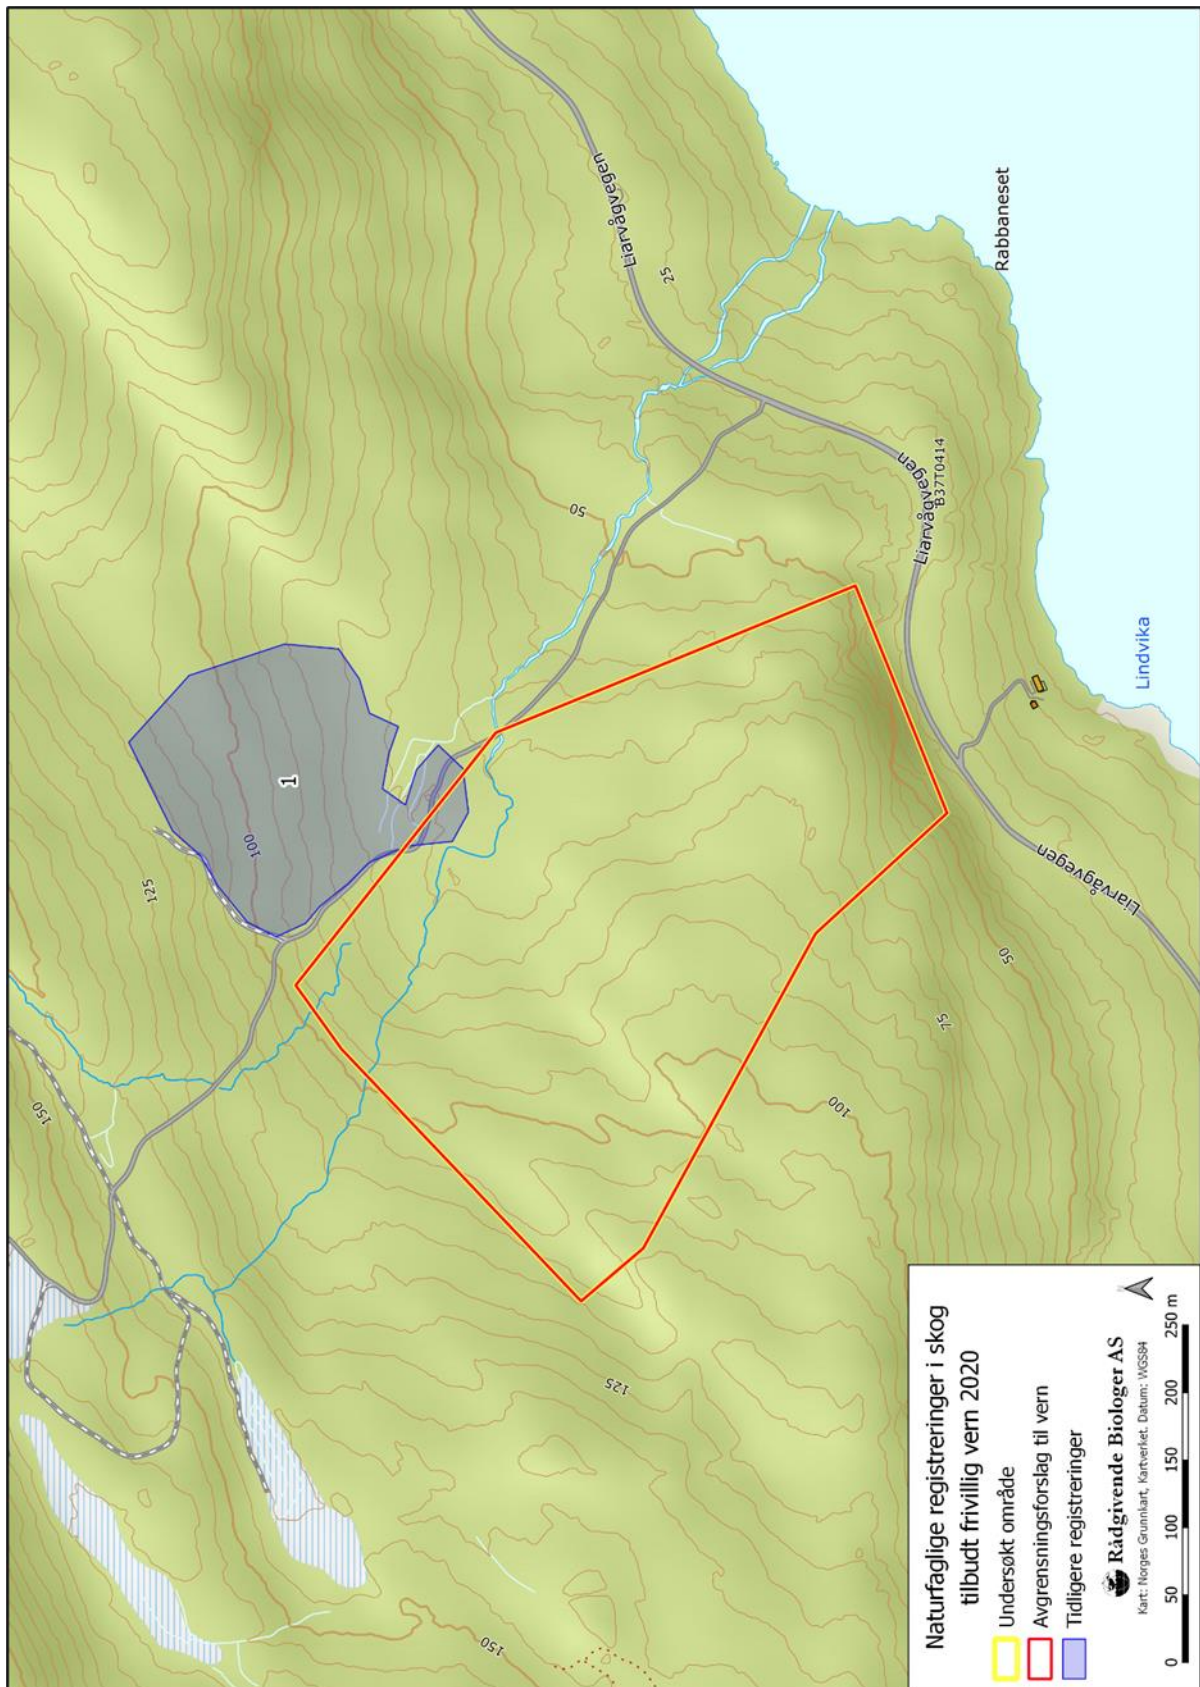 Liarvågvegen
Liarvågvegen
B37T0414
Liarvågvegen
Rabbaneset
Lindvika
25
50
1
100
125
150
50
75
100
125
150
Naturfaglige registreringer i skog
tilbudt frivillig vern 2020
Undersøkt område
Avgrensningsforslag til vern
Tidligere registreringer
Rådgivende Biologer AS
Kart: Norges Grunnkart, Kartverket. Datum: WGS84
0 50 100 150 200 250 m